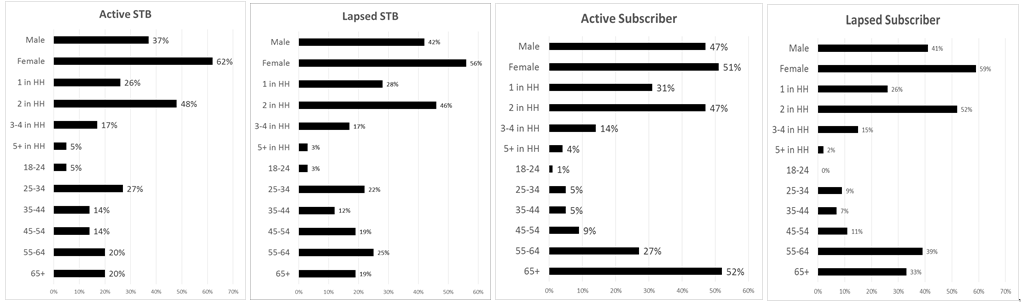 Active STB
Male 37%
Female 62%
1 in HH 26%
2 in HH 48%
3-4 in HH 17%
5+ in HH 5%
18-24 5%
25-34 27%
35-44 14%
45-54 14%
55-64 20%
65+ 20%
0% 10% 20% 30% 40% 50% 60% 70%
Lapsed STB
Male 42%
Female 56%
1 in HH 28%
2 in HH 46%
3-4 in HH 17%
5+ in HH 3%
18-24 3%
25-34 22%
35-44 12%
45-54 19%
55-64 25%
65+ 19%
0% 10% 20% 30% 40% 50% 60%
Active Subscriber
Male 47%
Female 51%
1 in HH 31%
2 in HH 47%
3-4 in HH 14%
5+ in HH 4%
18-24 1%
25-34 5%
35-44 5%
45-54 9%
55-64 27%
65+ 52%
0% 10% 20% 30% 40% 50% 60%
Lapsed Subscriber
Male 41%
Female 59%
1 in HH 26%
2 in HH 52%
3-4 in HH 15%
5+ in HH 2%
18-24 0%
25-34 9%
35-44 7%
45-54 11%
55-64 39%
65+ 33%
0% 10% 20% 30% 40% 50% 60% 70%